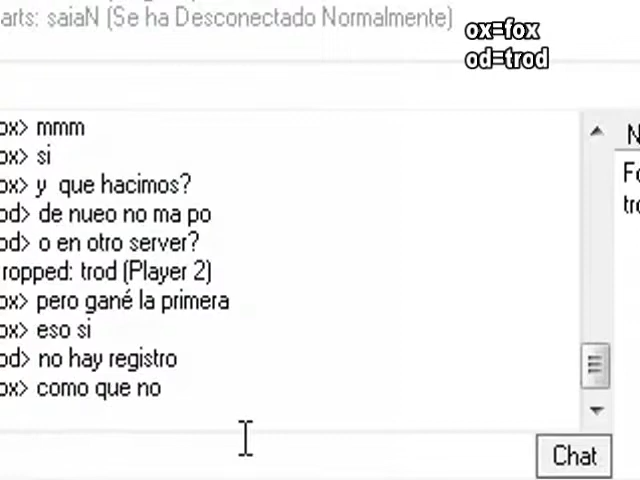 arts: saiaN (Se ha Desconectado Normalmente)
ox=fox
od=trod
ox> mmm
ox> si
ox> y que hacimos?
od> de nueo no ma po
od> o en otro server?
ropped: trod (Player 2)
ox> pero gané la primera
ox> eso si
od> no hay registro
ox> como que no
N
Fo
tro
Chat